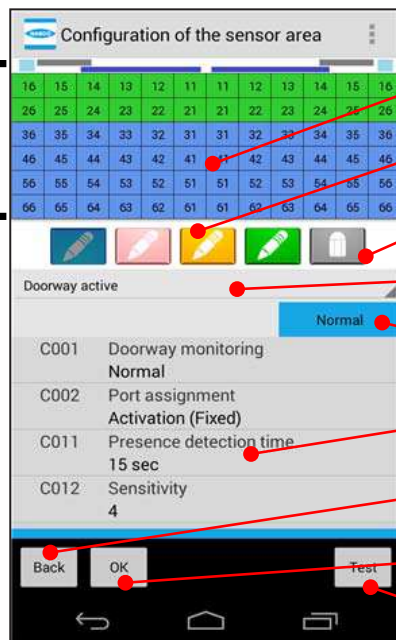 NABCO Configuration of the sensor area
16 15 14 13 12 11 11 12 13 14 15 16
26 25 24 23 22 21 21 22 23 24 25 26
36 35 34 33 32 31 31 32 33 34 35 36
46 45 44 43 42 41 41 42 43 44 45 46
56 55 54 53 52 51 51 52 53 54 55 56
66 65 64 63 62 61 61 62 63 64 65 66
Doorway active
Normal
C001 Doorway monitoring
Normal
C002 Port assignment
Activation (Fixed)
C011 Presence detection time
15 sec
C012 Sensitivity
4
Back OK Test